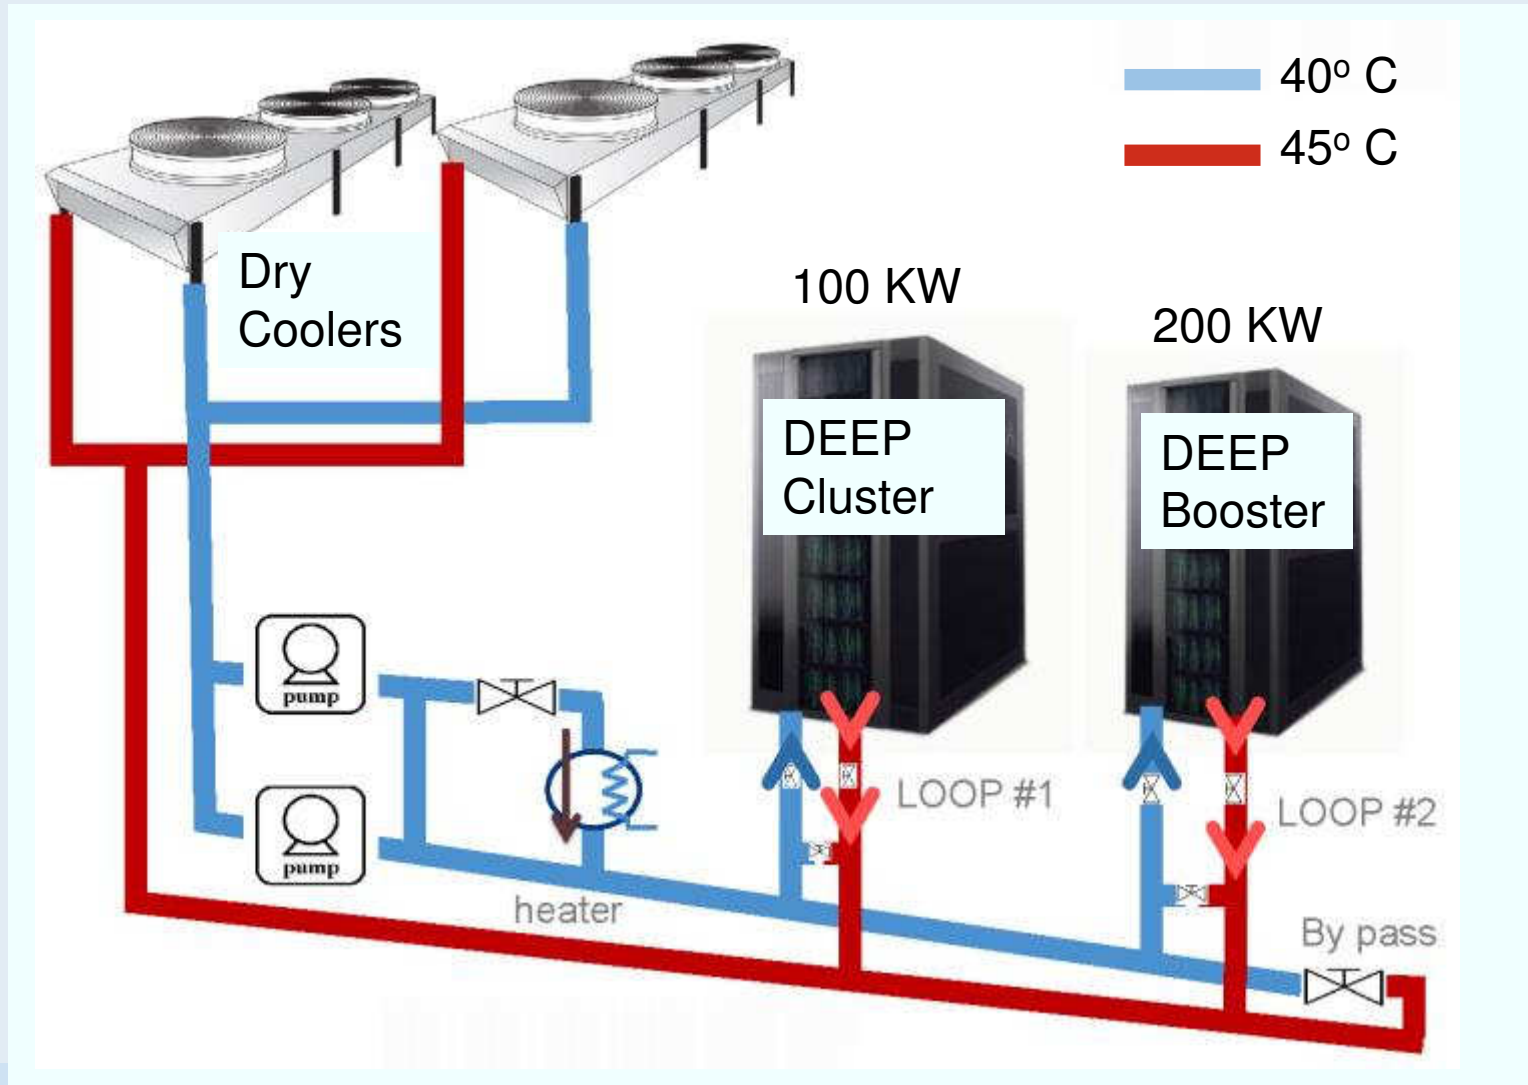 40º C
45º C
Dry
Coolers
100 KW
200 KW
DEEP
Cluster
DEEP
Booster
pump
pump
heater
LOOP #1
LOOP #2
By pass